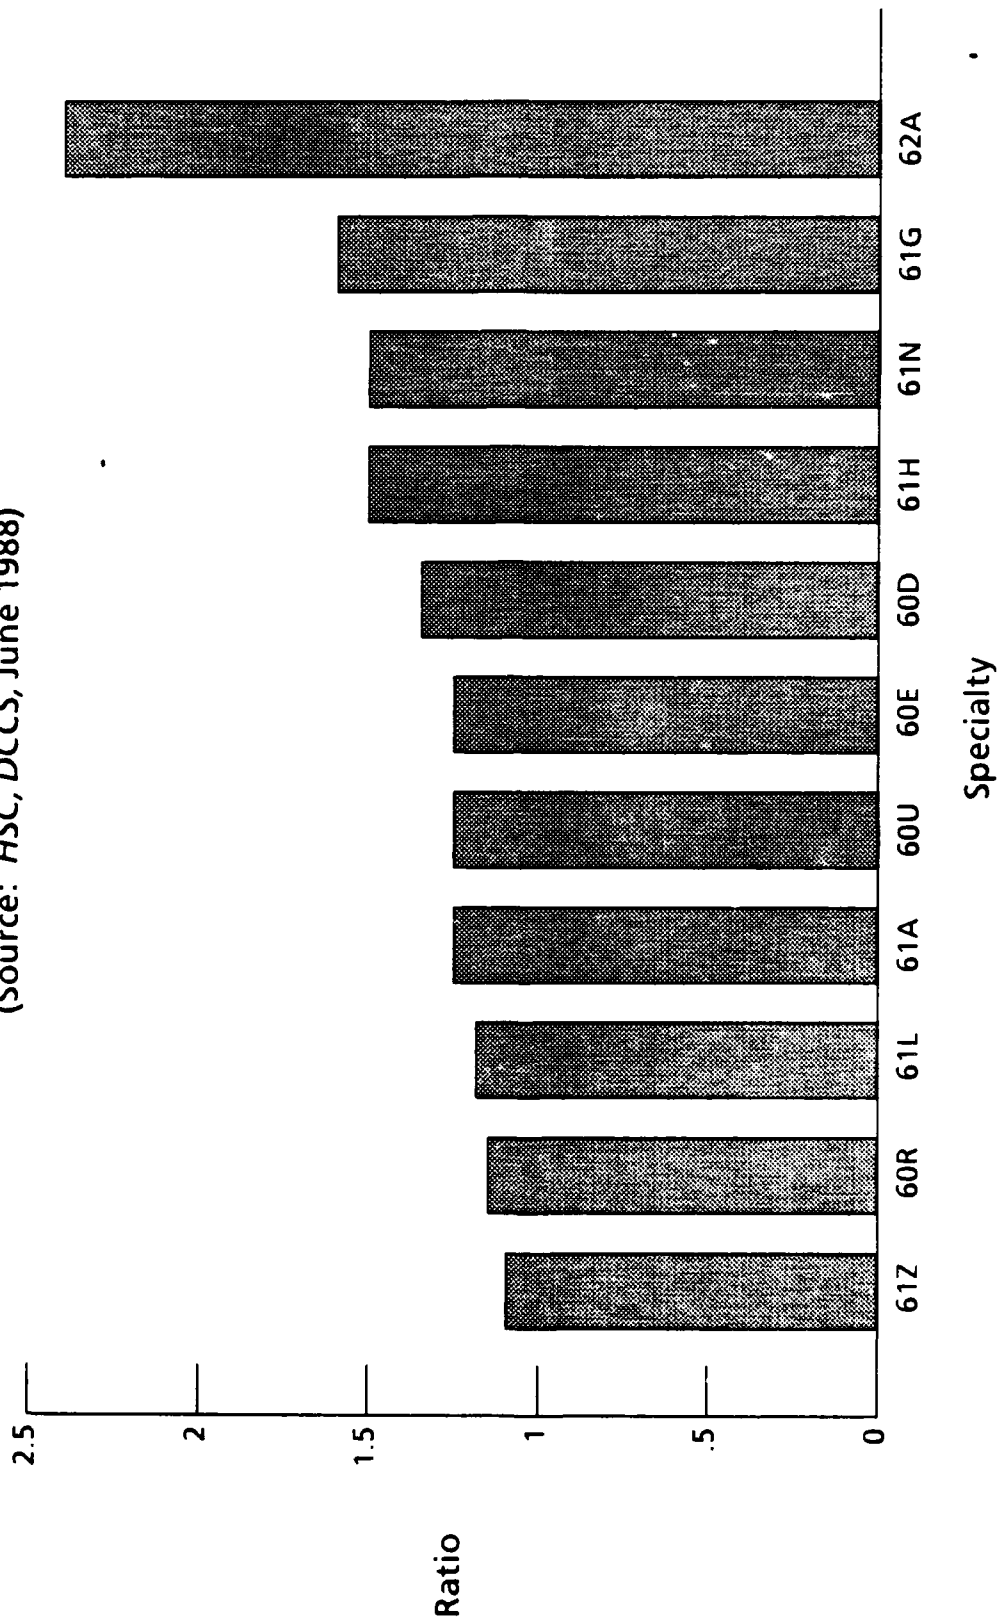 (Source: HSC, DCCS, June 1988)
Ratio
2.5
2
1.5
1
.5
0
61Z 60R 61L 61A 60U 60E 60D 61H 61N 61G 62A
Specialty